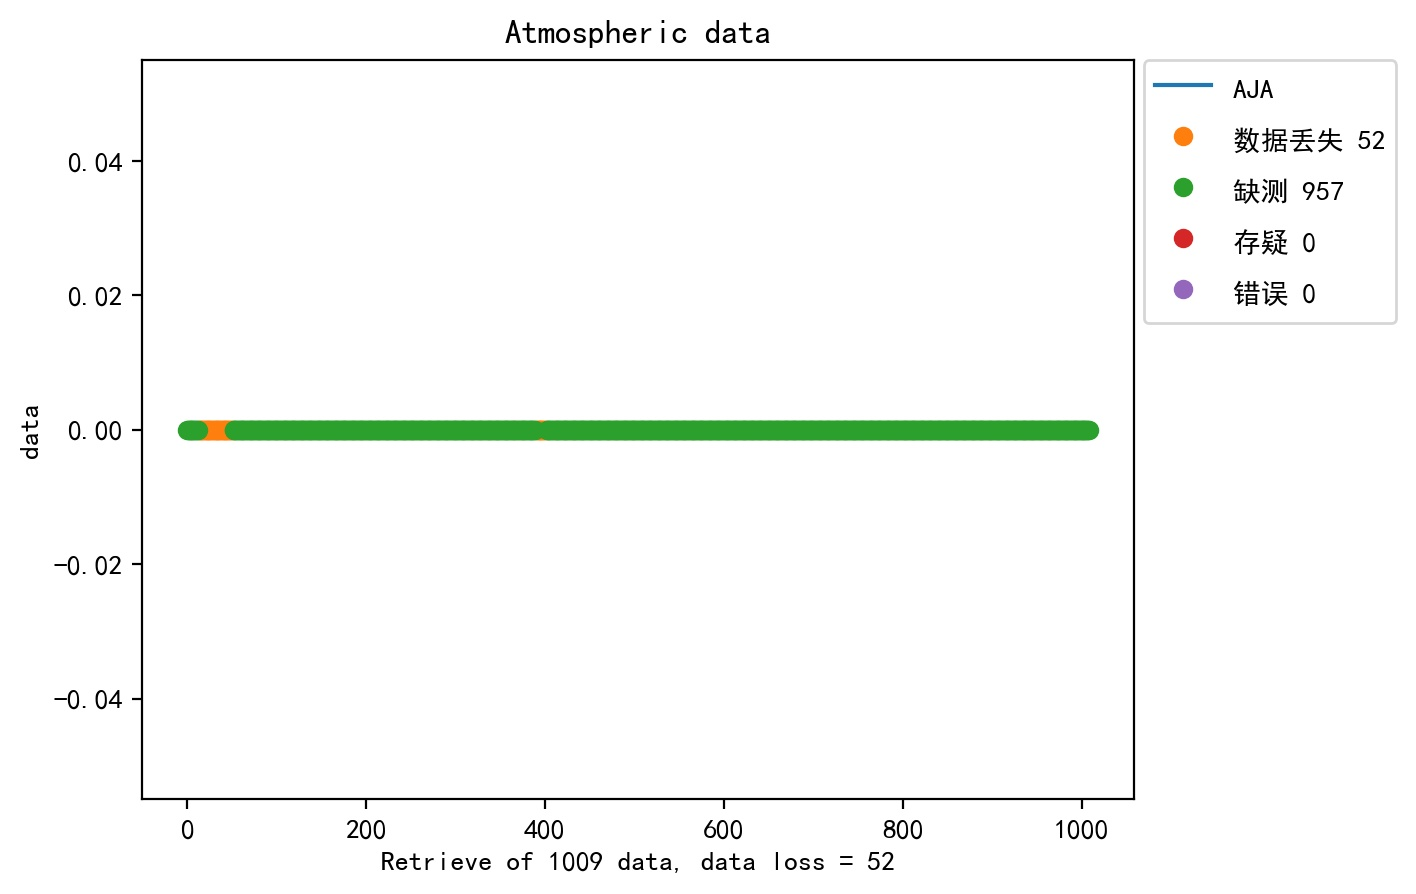 Atmospheric data
AJA
数据丢失 52
缺测 957
存疑 0
错误 0
0.04
0.02
0.00
−0.02
−0.04
data
0 200 400 600 800 1000
Retrieve of 1009 data, data loss = 52